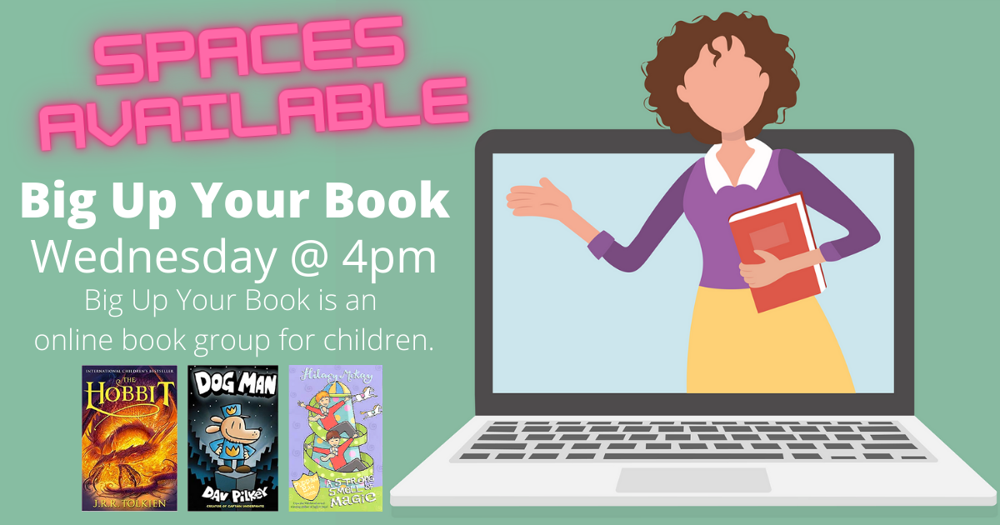 SPACES
AVAILABLE
Big Up Your Book
Wednesday @ 4pm
Big Up Your Book is an
online book group for children.
INTERNATIONAL CHILDREN'S BESTSELLER
THE
HOBBIT
J.R.R. TOLKIEN
DOG MAN
DAV PILKEY
CREATOR OF CAPTAIN UNDERPANTS
Hilary McKay
A STRONG
SMELL of
MAGIC